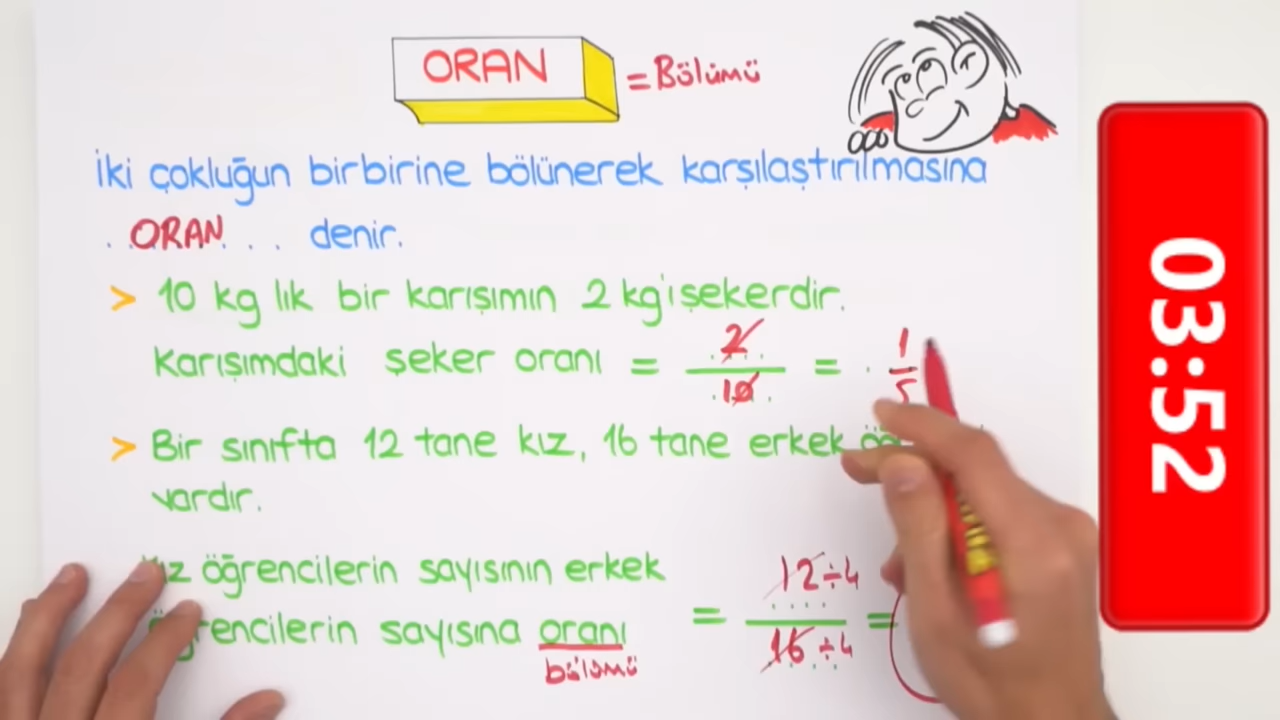 ORAN = Bölümü
İki çokluğun birbirine bölünerek karşılaştırılmasına
. . ORAN . . . denir.
> 10 kg lık bir karışımın 2 kg'ı şekerdir.
Karışımdaki şeker oranı = 2/10 = 1/5
> Bir sınıfta 12 tane kız, 16 tane erkek
vardır.
öğrencilerin sayısının erkek
öğrencilerin sayısına oranı = 12÷4/16÷4 =
bölümü
03:52